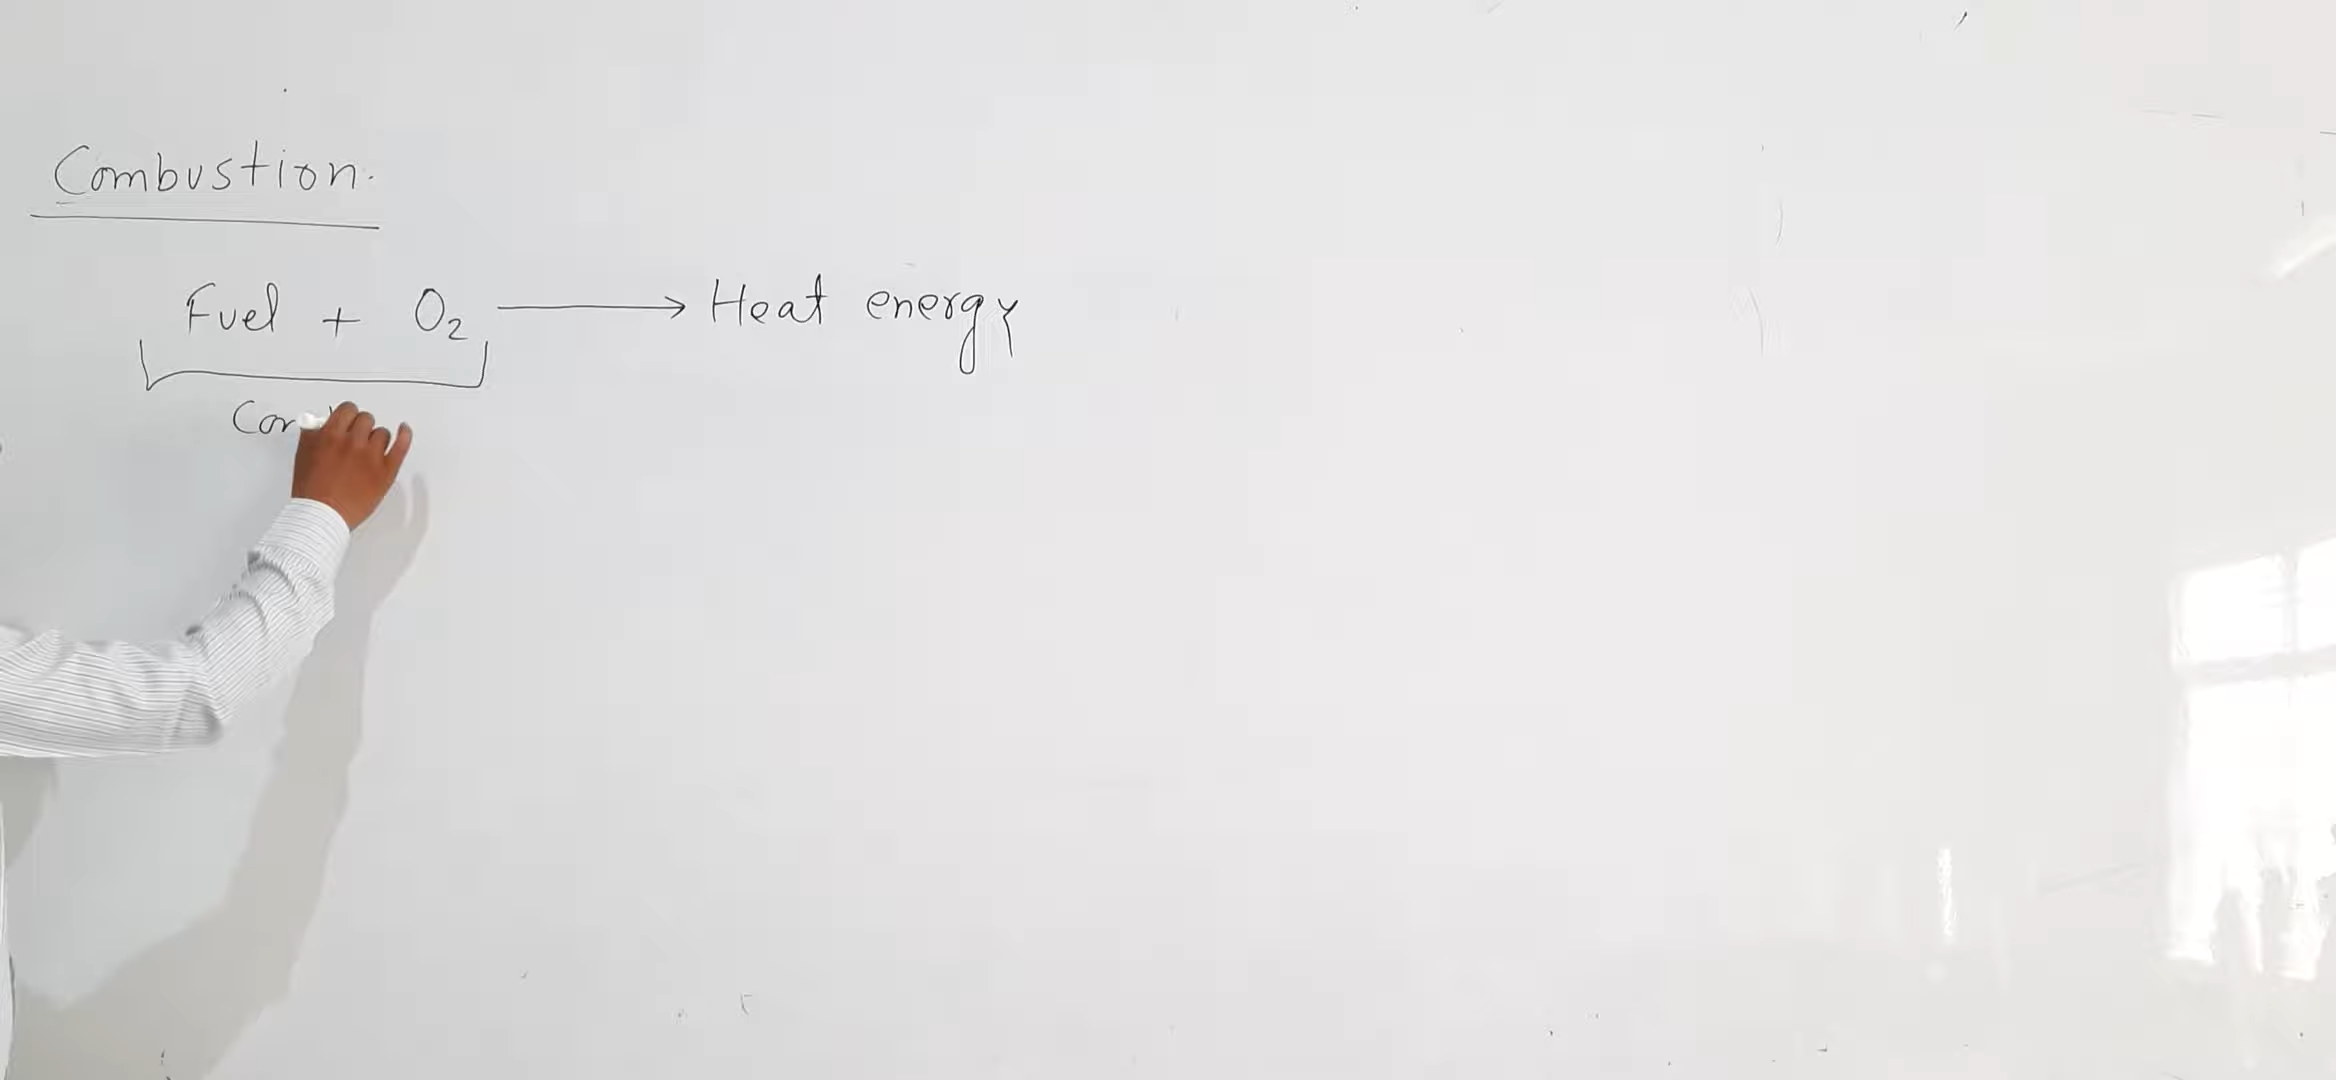 Combustion.
Fuel + O₂ ⟶ Heat energy